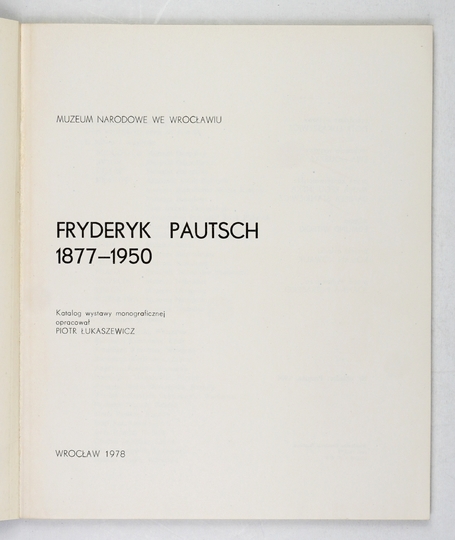 MUZEUM NARODOWE WE WROCŁAWIU
FRYDERYK PAUTSCH
1877–1950
Katalog wystawy monograficznej
opracował
PIOTR ŁUKASZEWICZ
WROCŁAW 1978